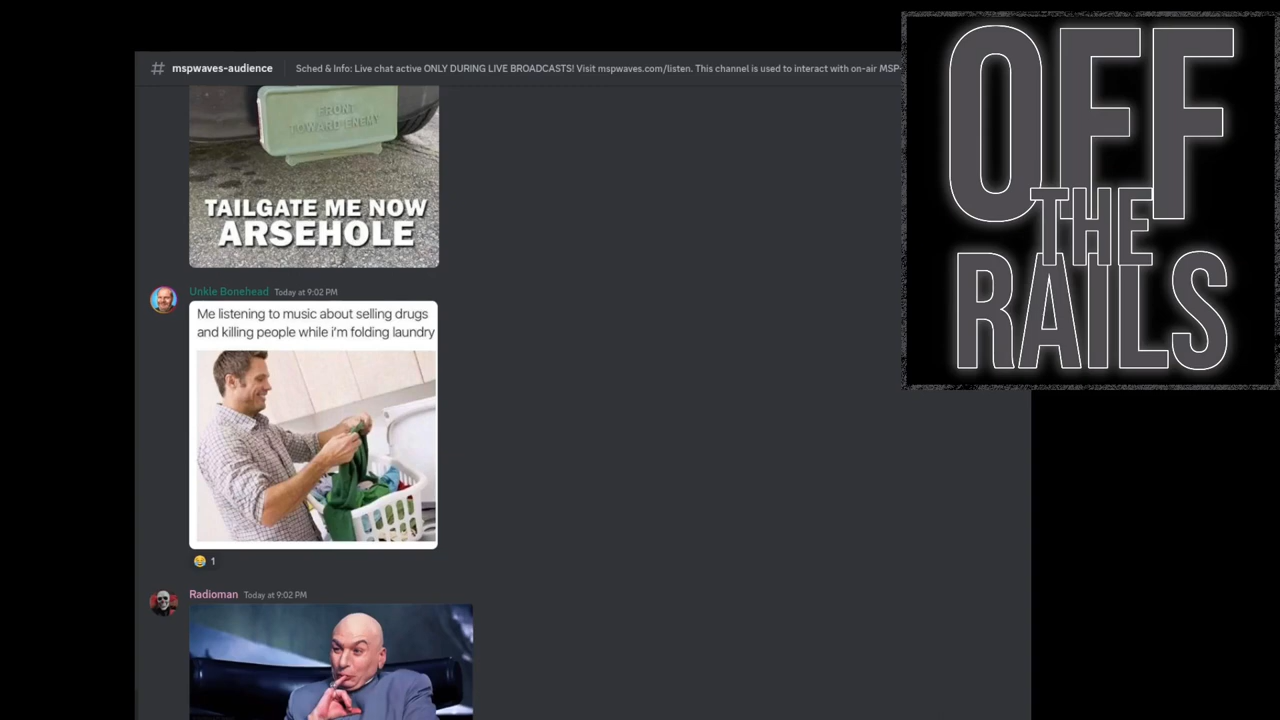 # mspwaves-audience
Sched & Info: Live chat active ONLY DURING LIVE BROADCASTS! Visit mspwaves.com/listen. This channel is used to interact with on-air MSP-
OFF
THE
RAILS
FRONT
TOWARD ENEMY
TAILGATE ME NOW
ARSEHOLE
Unkle Bonehead Today at 9:02 PM
Me listening to music about selling drugs
and killing people while i'm folding laundry
1
Radioman Today at 9:02 PM